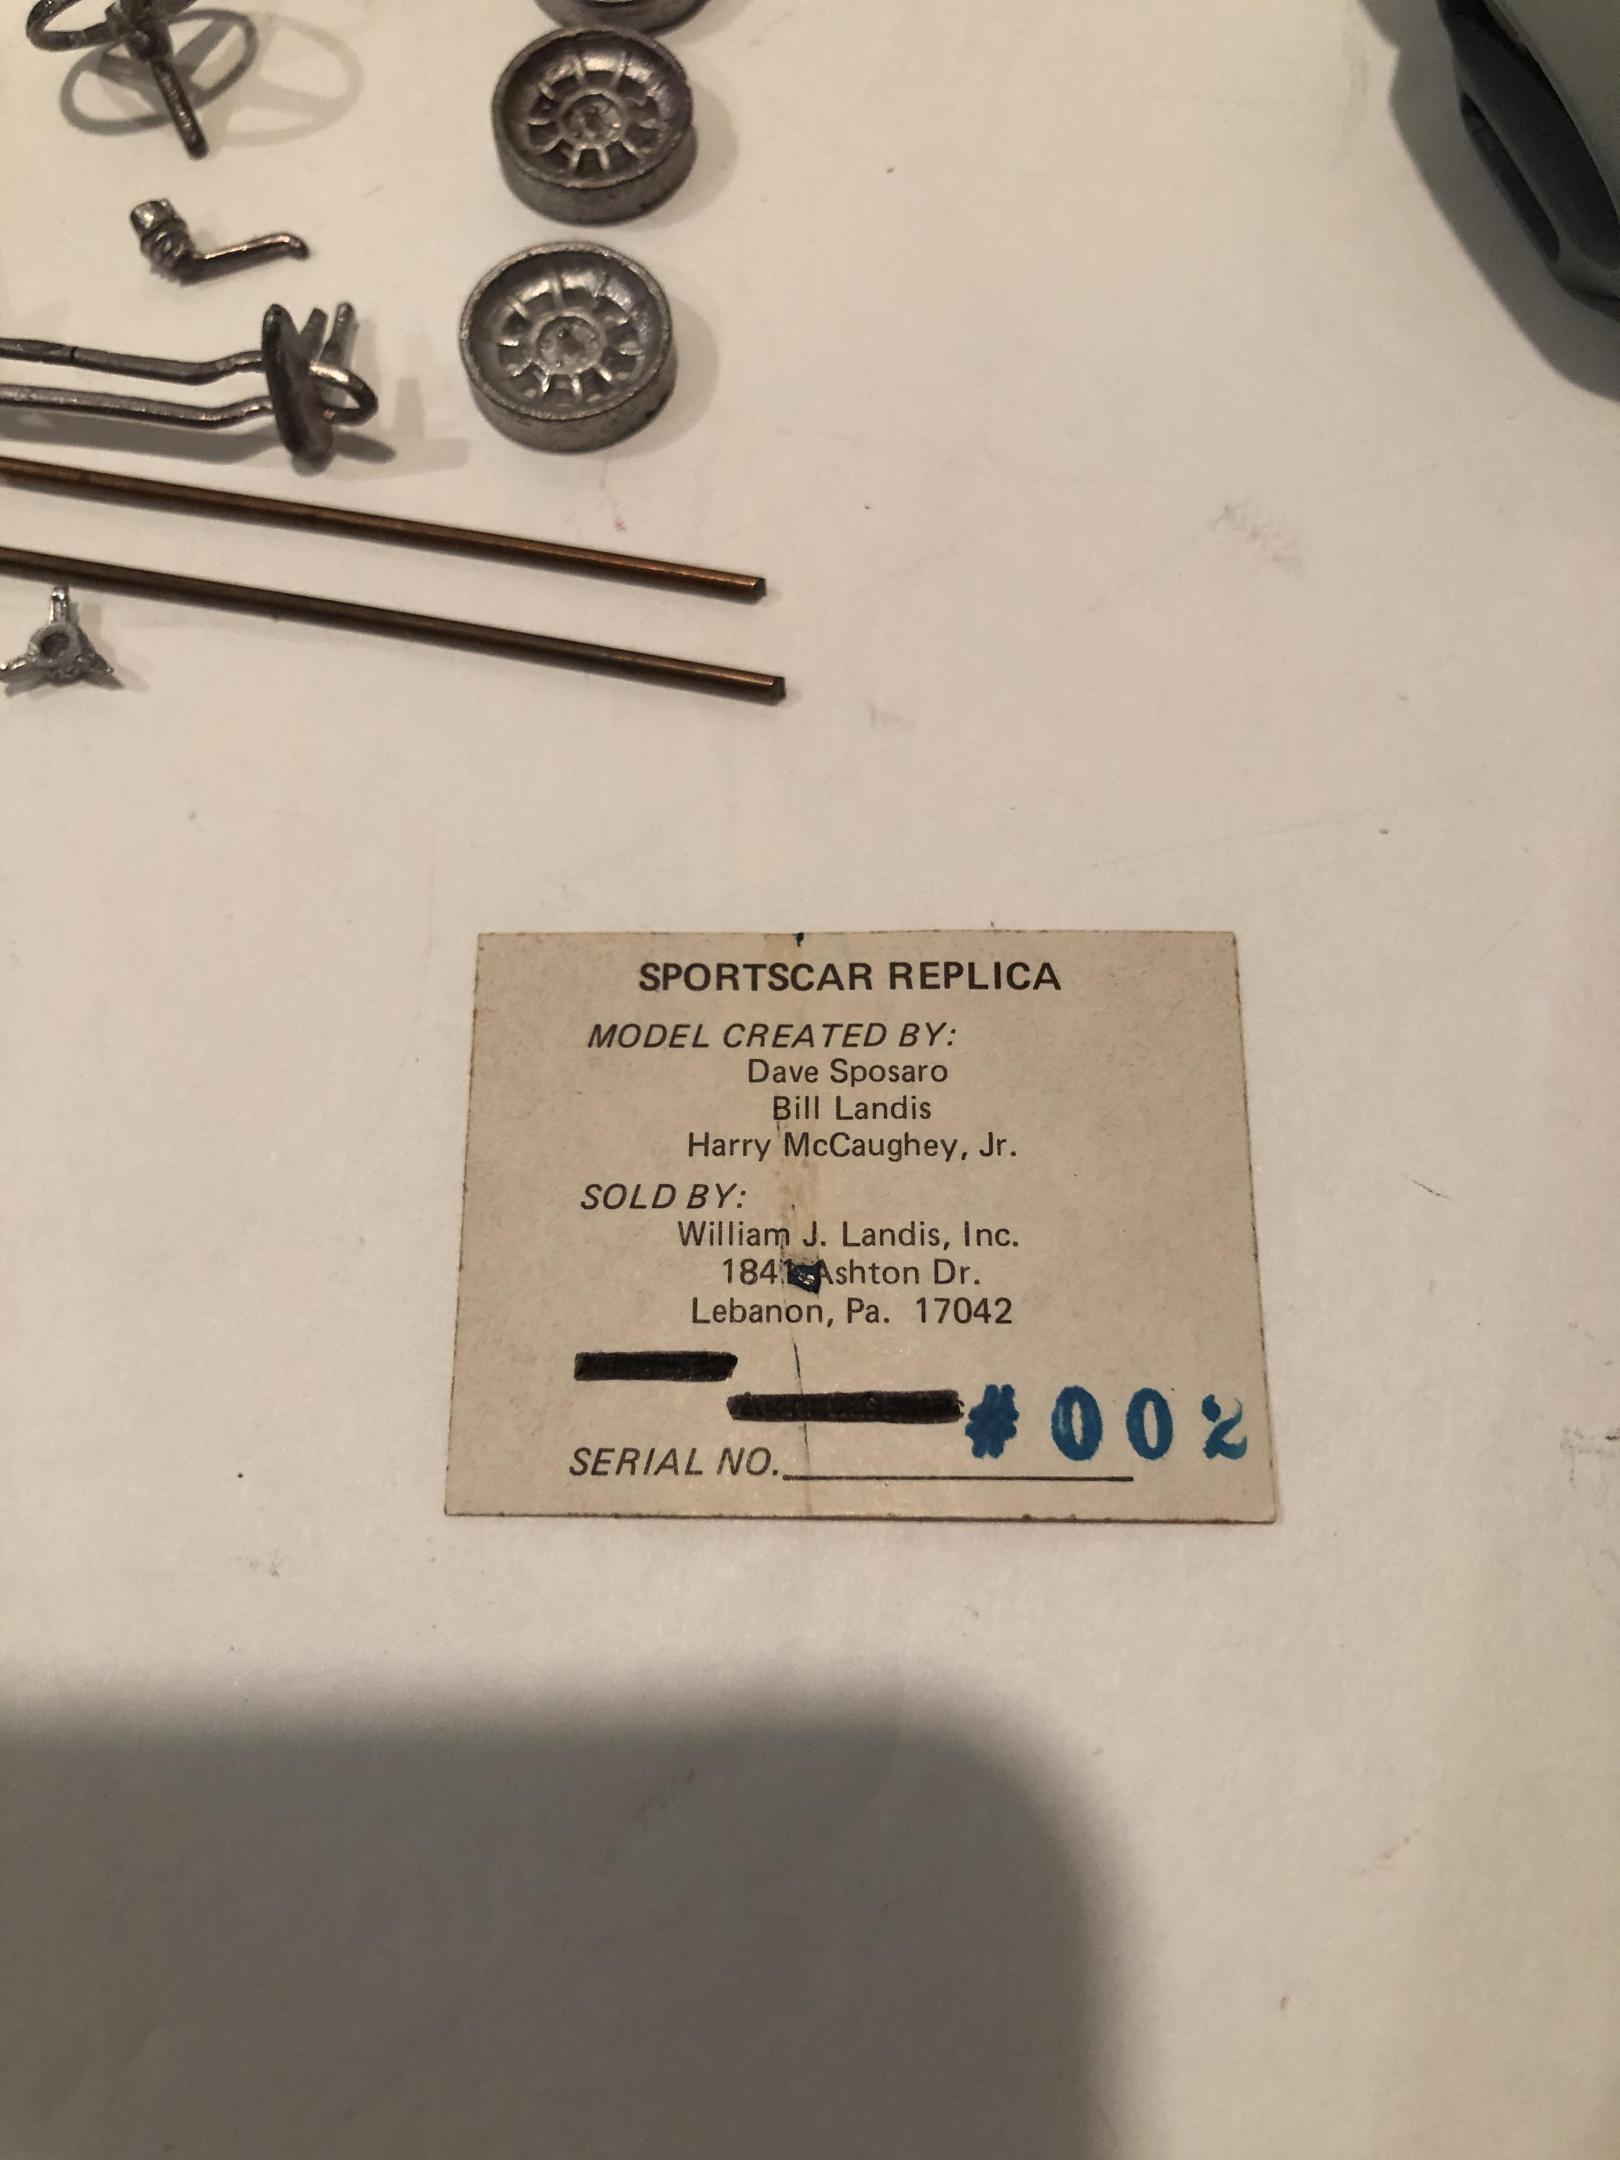 SPORTSCAR REPLICA
MODEL CREATED BY:
Dave Sposaro
Bill Landis
Harry McCaughey, Jr.
SOLD BY:
William J. Landis, Inc.
1841 Ashton Dr.
Lebanon, Pa. 17042
#002
SERIAL NO.